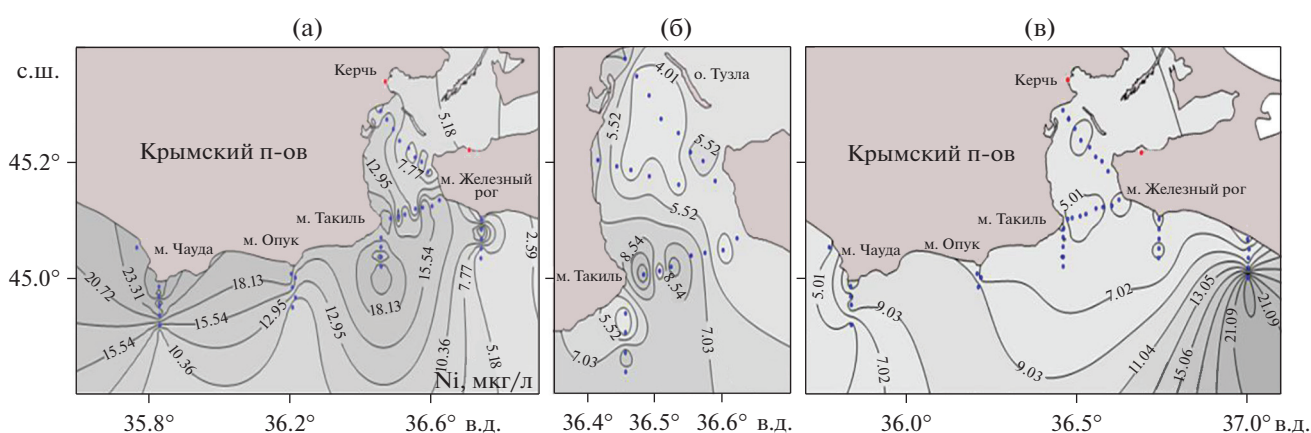 (а)
(б)
(в)
с.ш.
45.2°
45.0°
Керчь
5.18
Крымский п-ов
12.95
7.77
м. Железный
рог
м. Такиль
м. Опук
м. Чауда
2.59
20.72
23.31
18.13
15.54
7.77
15.54
12.95
18.13
12.95
15.54
10.36
10.36
5.18
Ni, мкг/л
35.8°
36.2°
36.6°
в.д.
4.01
о. Тузла
5.52
5.52
5.52
8.54
м. Такиль
8.54
5.52
7.03
7.03
36.4°
36.5°
36.6°
в.д.
Керчь
Крымский п-ов
м. Железный рог
5.01
м. Такиль
м. Опук
м. Чауда
5.01
9.03
7.02
13.05
21.09
21.09
7.02
9.03
11.04
15.06
36.0°
36.5°
37.0°
в.д.